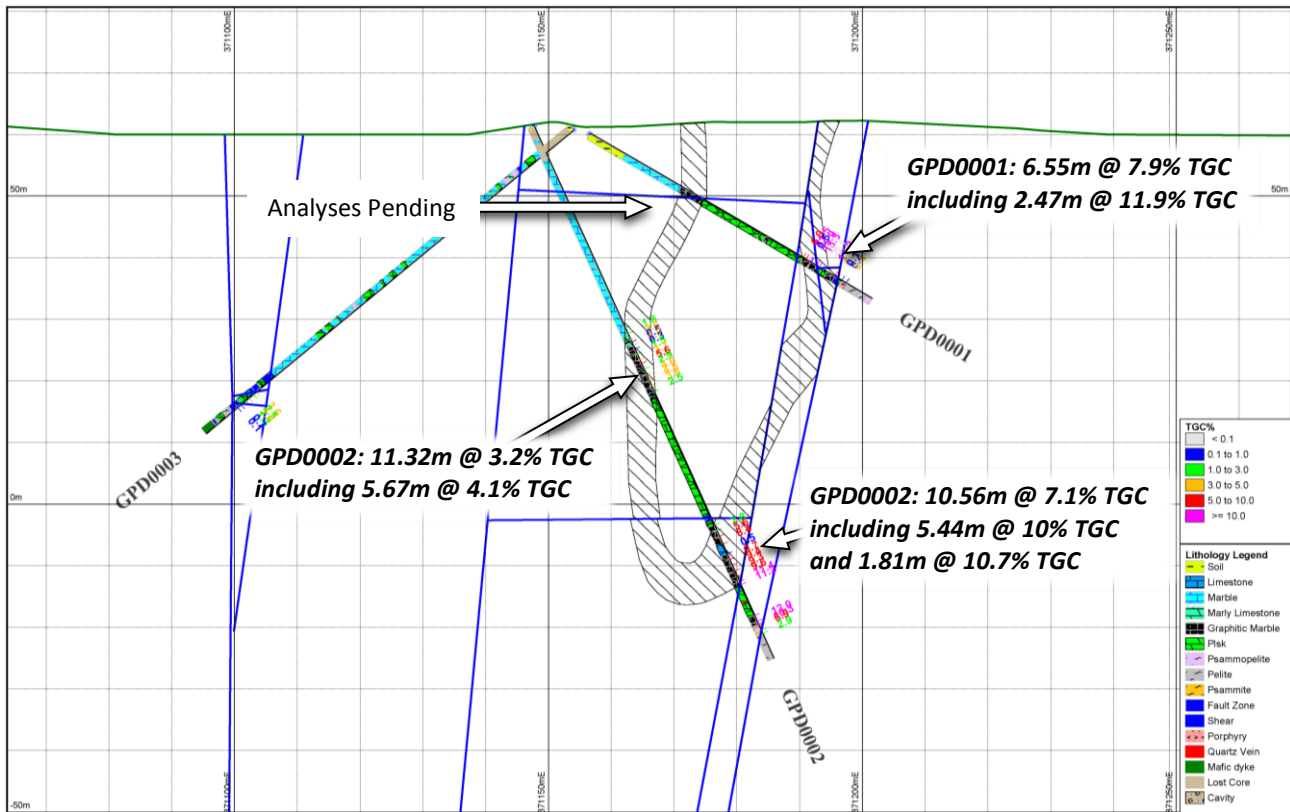 371100mE
371150mE
371200mE
371250mE
GPD0001: 6.55m @ 7.9% TGC
including 2.47m @ 11.9% TGC
50m
50m
Analyses Pending
GPD0001
GPD0003
GPD0002: 11.32m @ 3.2% TGC
including 5.67m @ 4.1% TGC
GPD0002: 10.56m @ 7.1% TGC
including 5.44m @ 10% TGC
and 1.81m @ 10.7% TGC
0m
0m
GPD0002
TGC%
< 0.1
0.1 to 1.0
1.0 to 3.0
3.0 to 5.0
5.0 to 10.0
>= 10.0
Lithology Legend
Soil
Limestone
Marble
Marly Limestone
Graphitic Marble
Plsk
Psammopelite
Pelite
Psammite
Fault Zone
Shear
Porphyry
Quartz Vein
Mafic dyke
Lost Core
Cavity
-50m
371100mE
371150mE
371200mE
371250mE